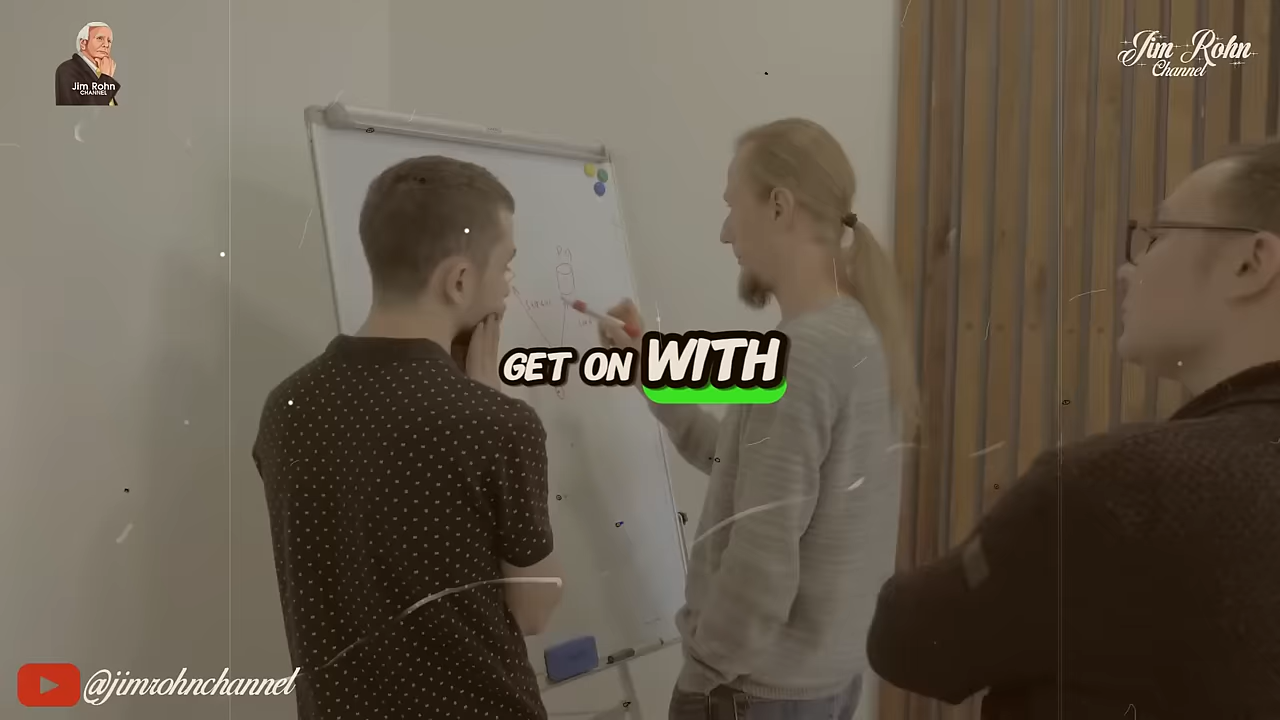 Jim Rohn
CHANNEL
Jim Rohn
Channel
GET ON WITH
@jimrohnchannel